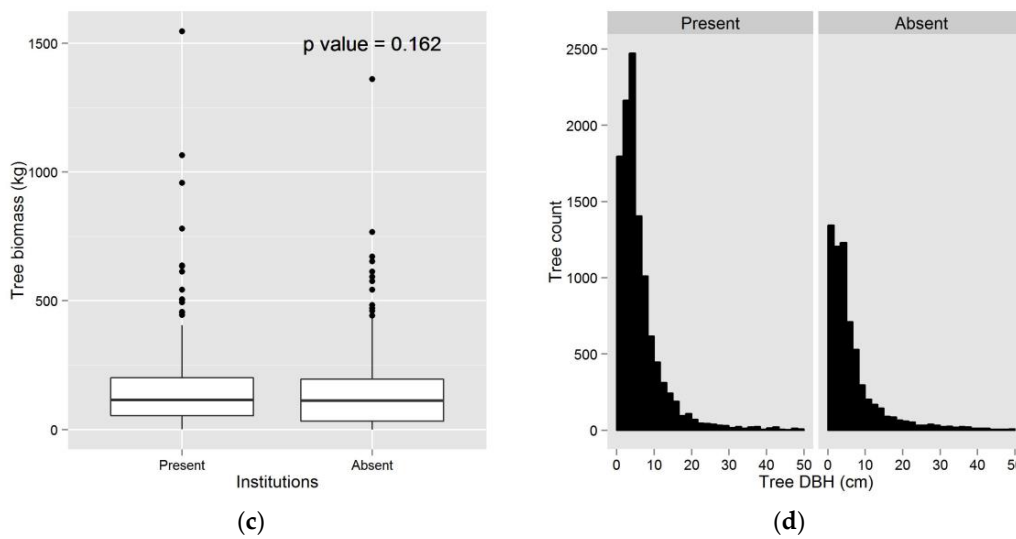 p value = 0.162
1500
1000
500
0
Tree biomass (kg)
Present Absent
Institutions
(c)
Present Absent
2500
2000
1500
1000
500
0
Tree count
0 10 20 30 40 50 0 10 20 30 40 50
Tree DBH (cm)
(d)